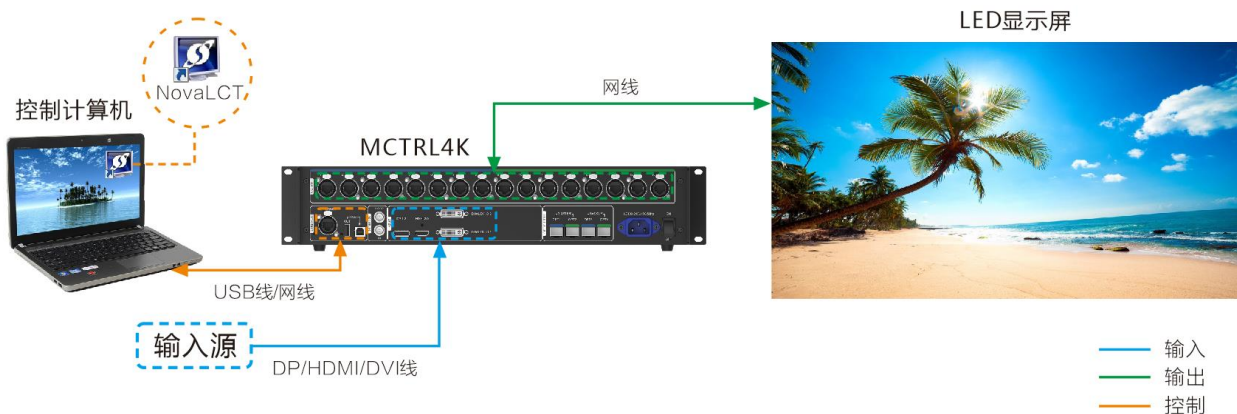 LED显示屏
NovaLCT
控制计算机
网线
MCTRL4K
USB线/网线
输入源
DP/HDMI/DVI线
输入
输出
控制